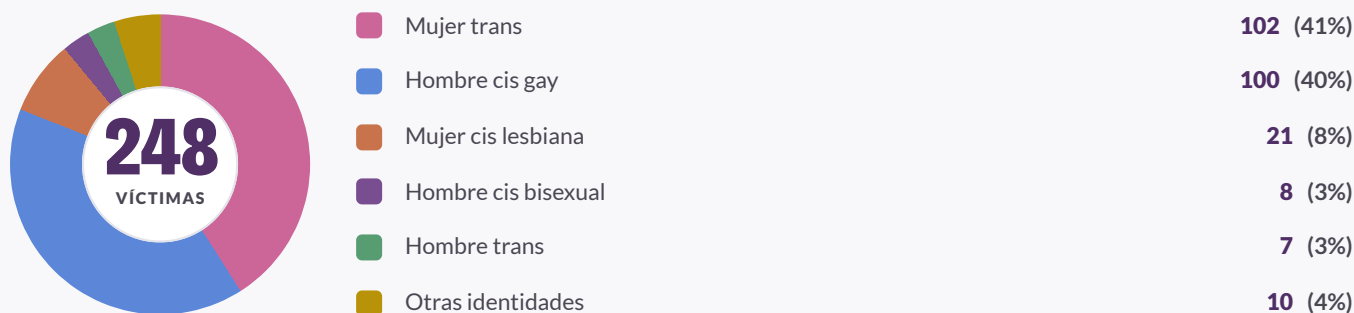 248
VÍCTIMAS
Mujer trans 102 (41%)
Hombre cis gay 100 (40%)
Mujer cis lesbiana 21 (8%)
Hombre cis bisexual 8 (3%)
Hombre trans 7 (3%)
Otras identidades 10 (4%)